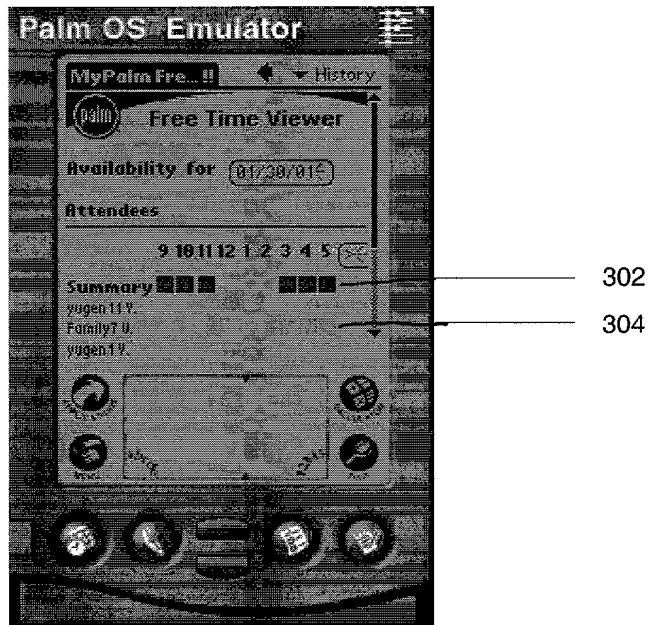 Palm OS Emulator
MyPalm Fre... !! History
palm
Free Time Viewer
Availability for 01/30/01
Attendees
9 10 11 12 1 2 3 4 5
Summary
302
yugen11 Y.
Family7 U.
304
yugen1 Y.